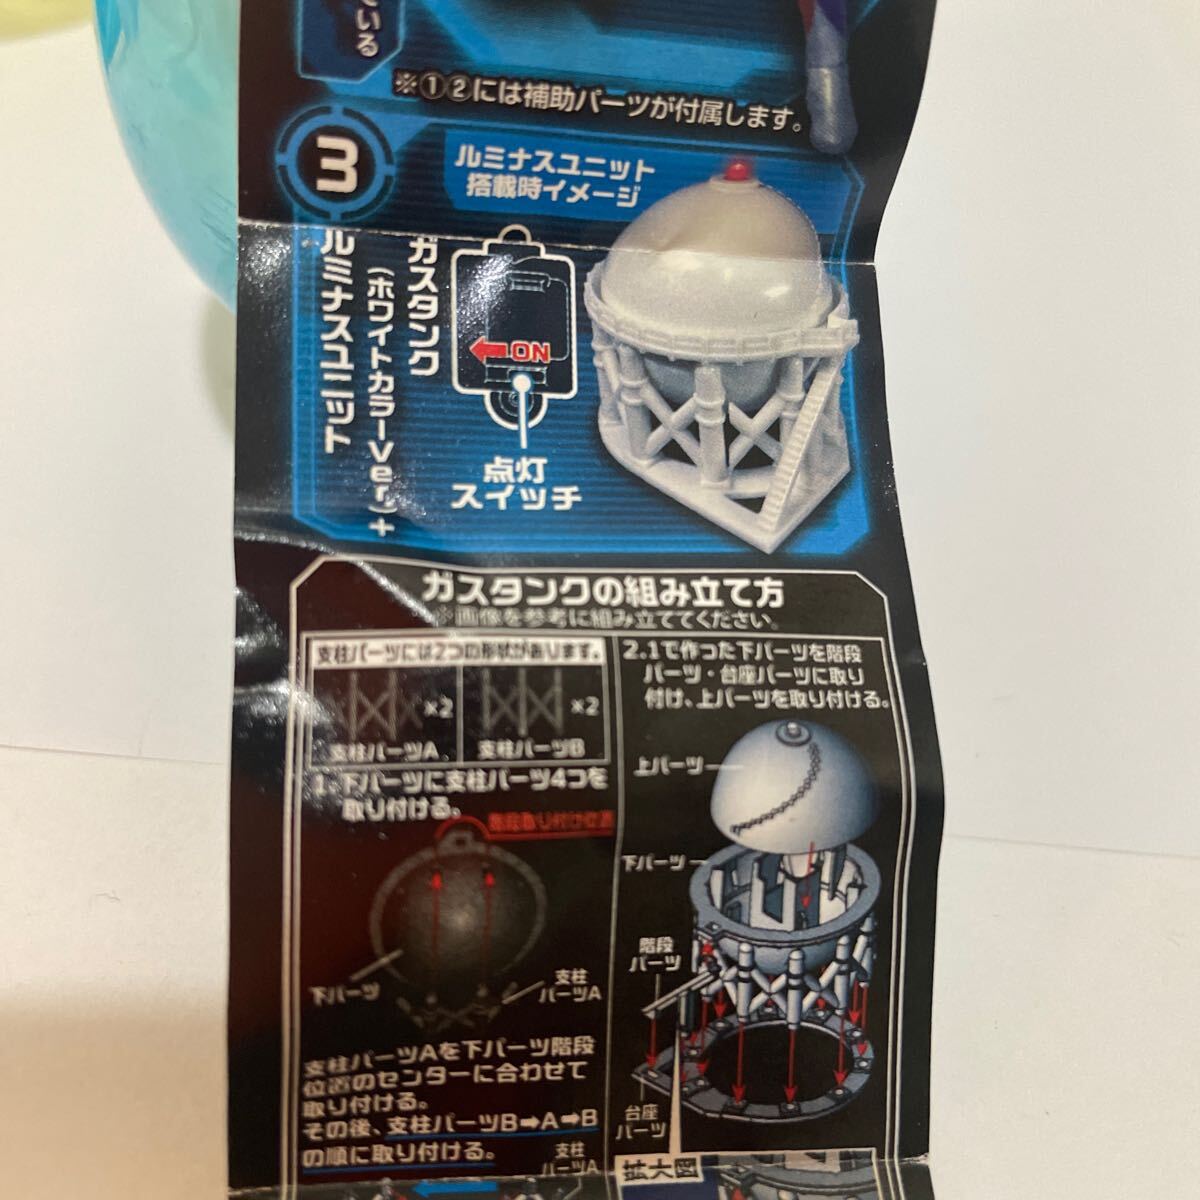 ている
※①②には補助パーツが付属します。
3
ルミナスユニット
搭載時イメージ
ガスタンク
(ホワイトカラーVer.)+
ルミナスユニット
ON
点灯
スイッチ
ガスタンクの組み立て方
※画像を参考に組み立ててください。
支柱パーツには2つの形状があります。
×2
支柱パーツA
×2
支柱パーツB
1.下パーツに支柱パーツ4つを
取り付ける。
階段取り付け位置
下パーツ
支柱
パーツA
支柱パーツAを下パーツ階段
位置のセンターに合わせて
取り付ける。
その後、支柱パーツB➡A➡B
の順に取り付ける。
支柱
パーツA
2.1で作った下パーツを階段
パーツ・台座パーツに取り
付け、上パーツを取り付ける。
上パーツ
下パーツ
階段
パーツ
台座
パーツ
拡大図